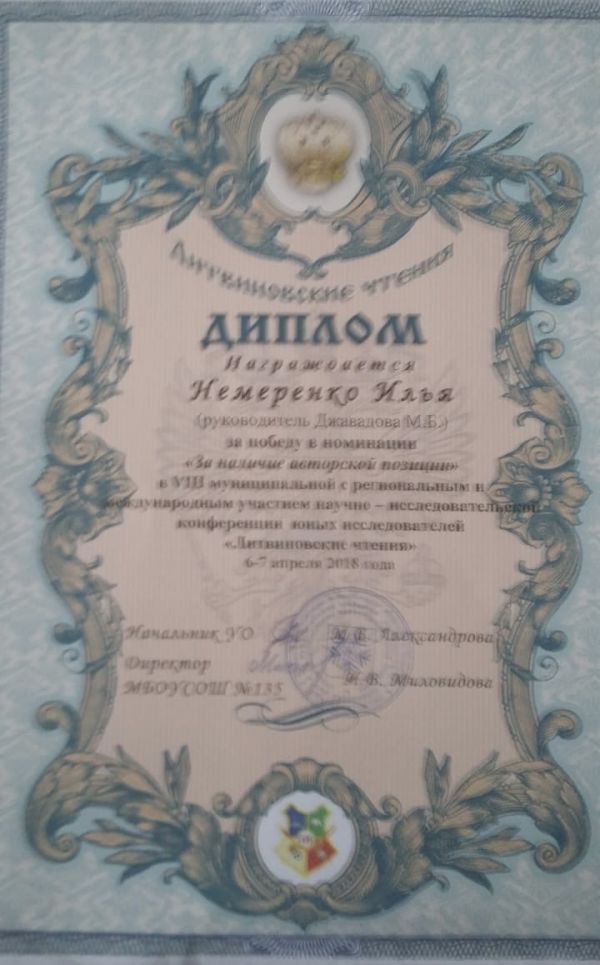 Литвиновские чтения
ДИПЛОМ
Награждается
Немеренко Илья
(руководитель Джавадова М.Б.)
за победу в номинации
«За наличие авторской позиции»
в VIII муниципальной с региональным и
международным участием научно – исследовательской
конференции юных исследователей
«Литвиновские чтения»
6-7 апреля 2018 года
Начальник УО М.В. Александрова
Директор
МБОУСОШ №135 Н.В. Миловидова